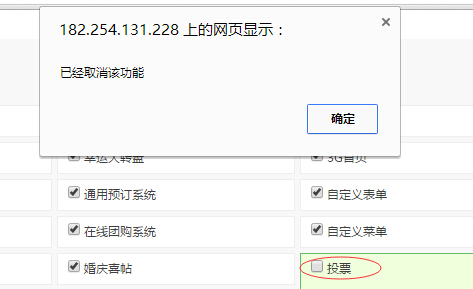 182.254.131.228 上的网页显示：
已经取消该功能
确定
幸运大转盘
3G首页
通用预订系统
自定义表单
在线团购系统
自定义菜单
婚庆喜帖
投票